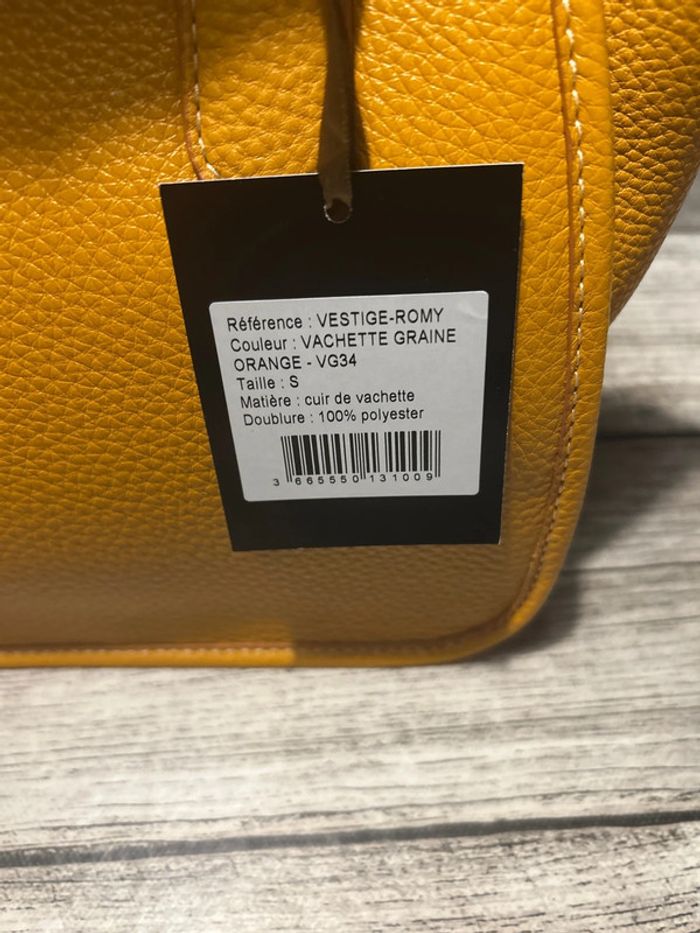 Référence : VESTIGE-ROMY
Couleur : VACHETTE GRAINE
ORANGE - VG34
Taille : S
Matière : cuir de vachette
Doublure : 100% polyester
3 665550 131009